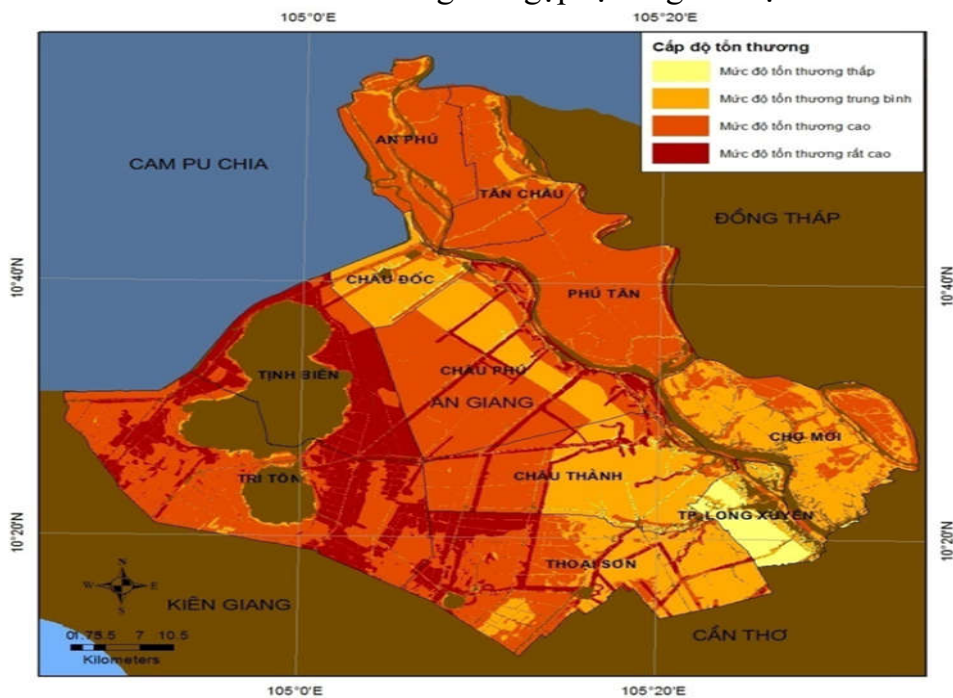 105°0'E 105°20'E
Cấp độ tổn thương
Mức độ tổn thương thấp
Mức độ tổn thương trung bình
Mức độ tổn thương cao
Mức độ tổn thương rất cao
AN PHÚ
CAM PU CHIA
TÂN CHÂU
ĐỒNG THÁP
10°40'N 10°40'N
CHÂU ĐỐC
PHÚ TÂN
TỊNH BIÊN
CHÂU PHÚ
AN GIANG
CHỢ MỚI
TRI TÔN
CHÂU THÀNH
TP. LONG XUYÊN
10°20'N 10°20'N
THOẠI SƠN
N
W E
S
KIÊN GIANG
CẦN THƠ
7 10.5
Kilometers
105°0'E 105°20'E